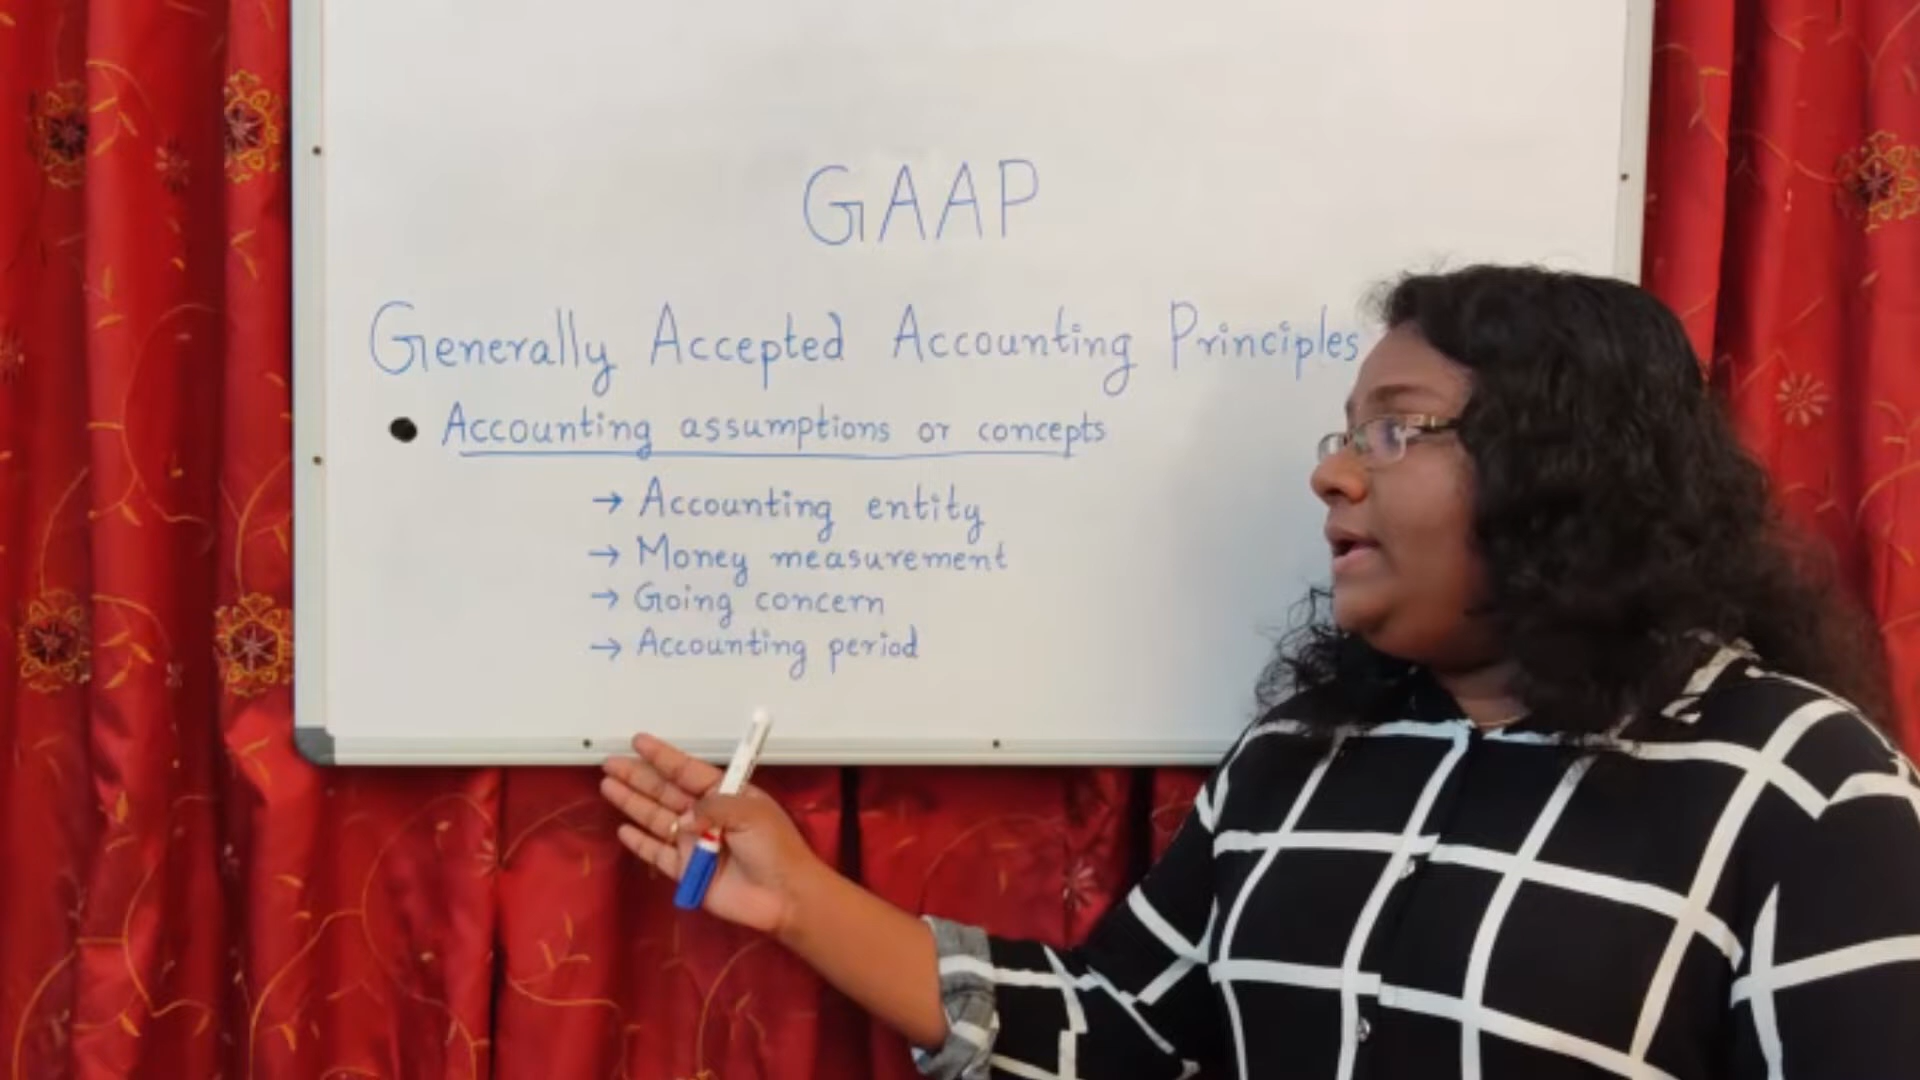 GAAP
Generally Accepted Accounting Principles
● Accounting assumptions or concepts
→ Accounting entity
→ Money measurement
→ Going concern
→ Accounting period